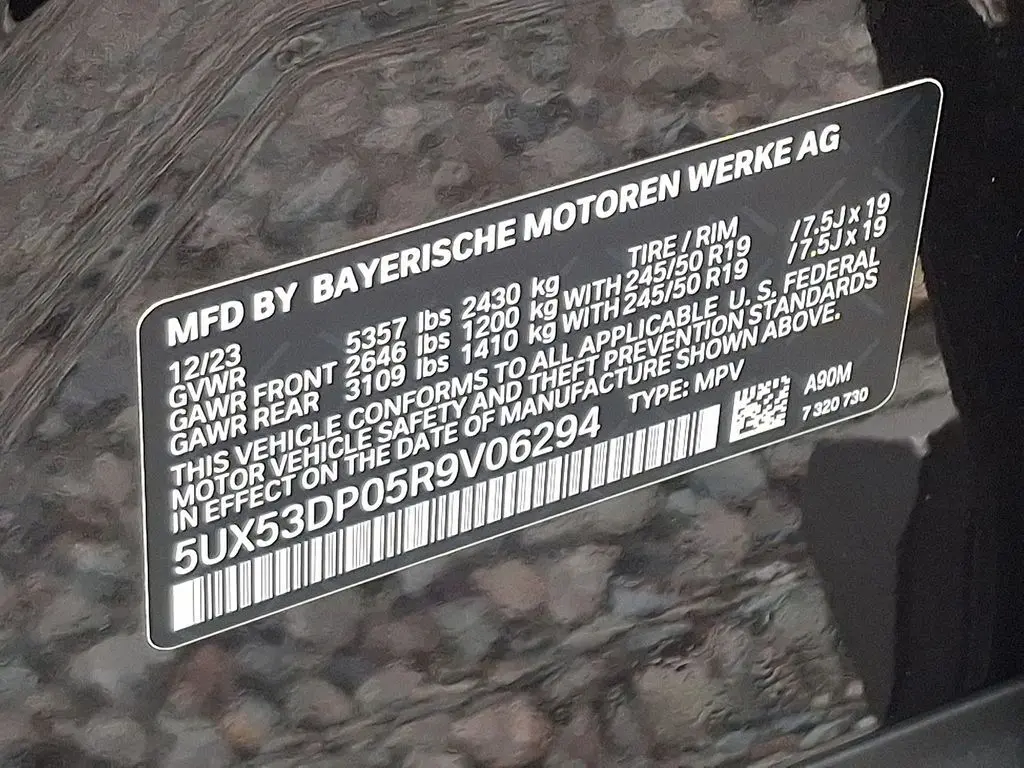 MFD BY BAYERISCHE MOTOREN WERKE AG
12/23 TIRE / RIM
GVWR 5357 lbs 2430 kg
GAWR FRONT 2646 lbs 1200 kg WITH 245/50 R19 /7.5J x 19
GAWR REAR 3109 lbs 1410 kg WITH 245/50 R19 /7.5J x 19
THIS VEHICLE CONFORMS TO ALL APPLICABLE U. S. FEDERAL
MOTOR VEHICLE SAFETY AND THEFT PREVENTION STANDARDS
IN EFFECT ON THE DATE OF MANUFACTURE SHOWN ABOVE.
5UX53DP05R9V06294 TYPE: MPV
A90M
7 320 730